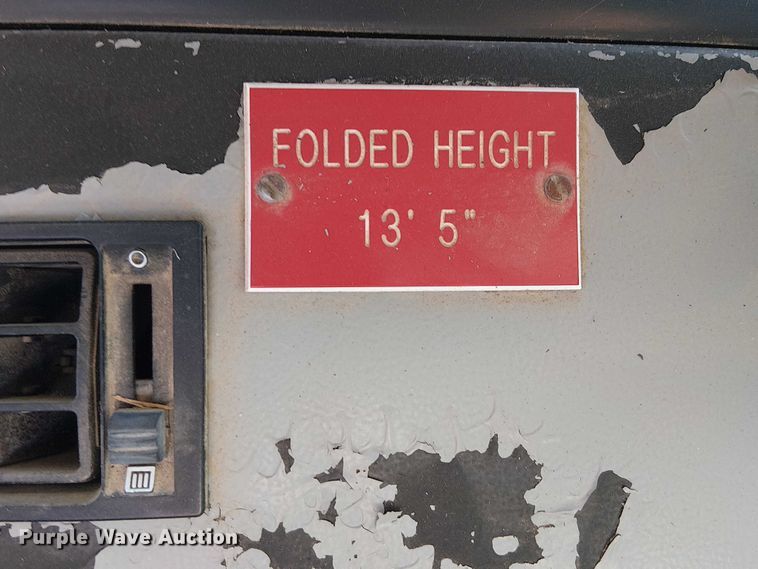 FOLDED HEIGHT
13' 5"
Purple Wave Auction